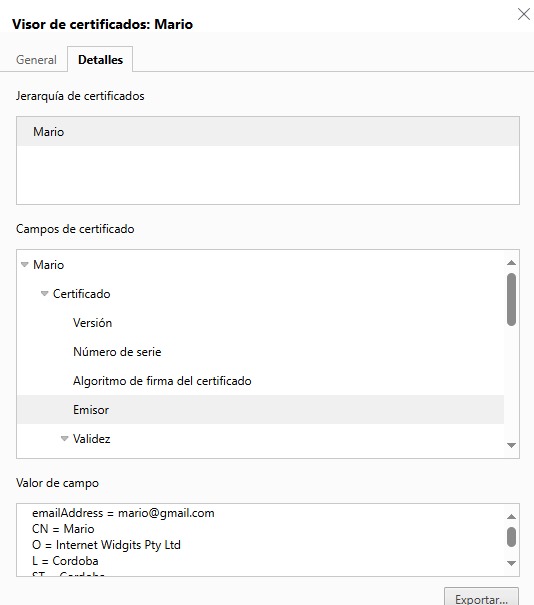 Visor de certificados: Mario
General
Detalles
Jerarquía de certificados
Mario
Campos de certificado
Mario
Certificado
Versión
Número de serie
Algoritmo de firma del certificado
Emisor
Validez
Valor de campo
emailAddress = mario@gmail.com
CN = Mario
O = Internet Widgits Pty Ltd
L = Cordoba
ST = Cordoba
Exportar...